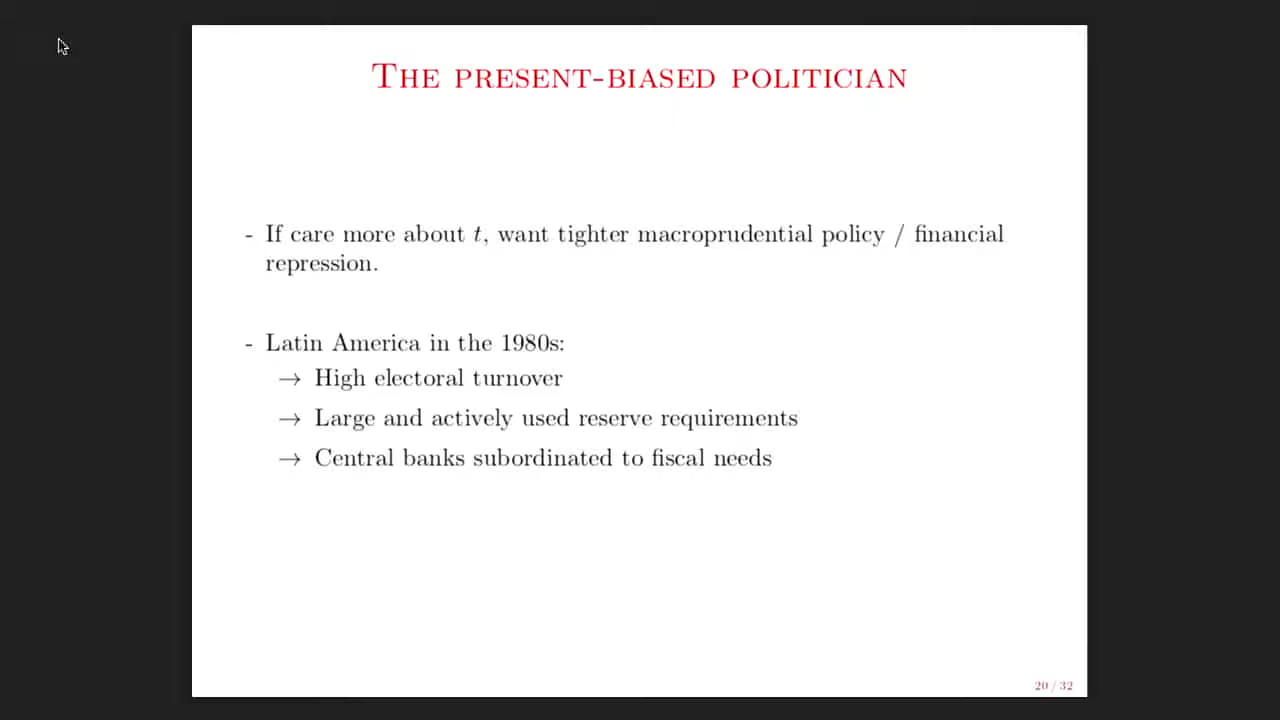 The present-biased politician
- If care more about t, want tighter macroprudential policy / financial
repression.
- Latin America in the 1980s:
→ High electoral turnover
→ Large and actively used reserve requirements
→ Central banks subordinated to fiscal needs
20 / 32